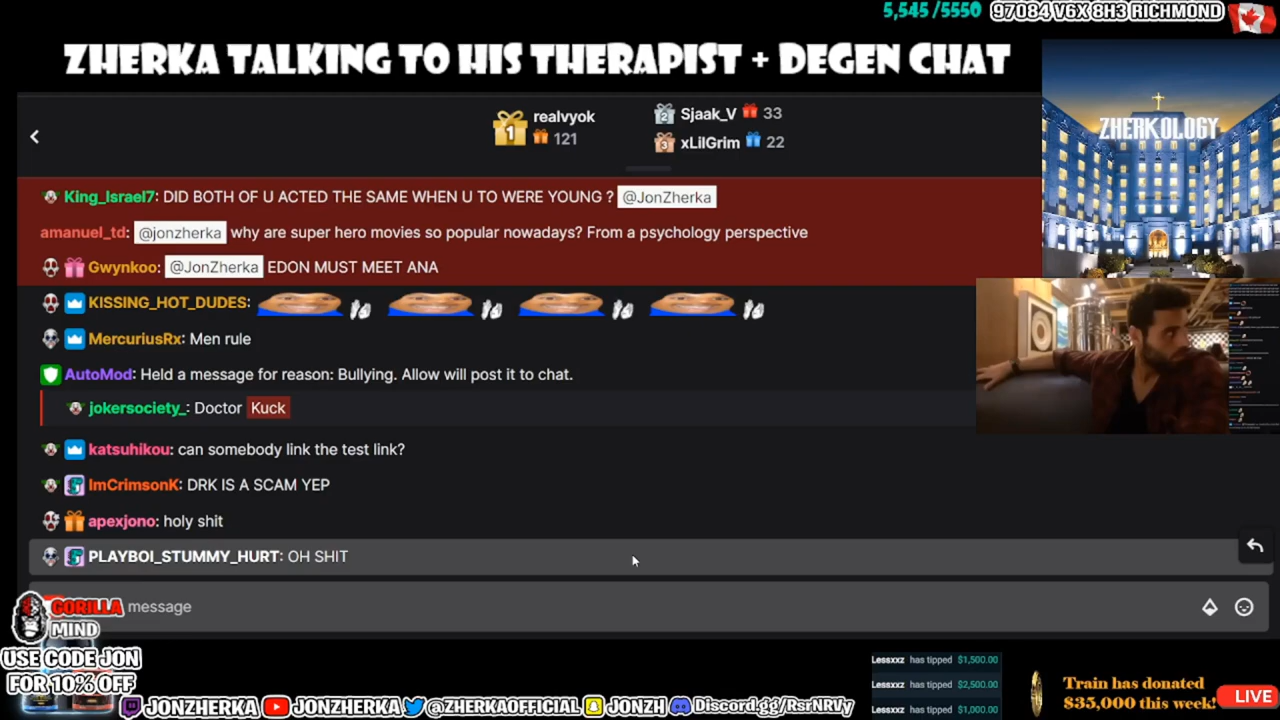 5,545 /5550
97084 V6X 8H3 RICHMOND
ZHERKA TALKING TO HIS THERAPIST + DEGEN CHAT
ZHERKOLOGY
1 realvyok
121
2 Sjaak_V 33
3 xLilGrim 22
King_Israel7: DID BOTH OF U ACTED THE SAME WHEN U TO WERE YOUNG ? @JonZherka
amanuel_td: @jonzherka why are super hero movies so popular nowadays? From a psychology perspective
Gwynkoo: @JonZherka EDON MUST MEET ANA
KISSING_HOT_DUDES:
MercuriusRx: Men rule
AutoMod: Held a message for reason: Bullying. Allow will post it to chat.
jokersociety_: Doctor Kuck
katsuhikou: can somebody link the test link?
ImCrimsonK: DRK IS A SCAM YEP
apexjono: holy shit
PLAYBOI_STUMMY_HURT: OH SHIT
message
GORILLA
MIND
USE CODE JON
FOR 10% OFF
JONZHERKA JONZHERKA @ZHERKAOFFICIAL JONZH Discord.gg/RsrNRVy
Lessxxz has tipped $1,500.00
Lessxxz has tipped $2,500.00
Lessxxz has tipped $1,000.00
Train has donated
$35,000 this week!
LIVE